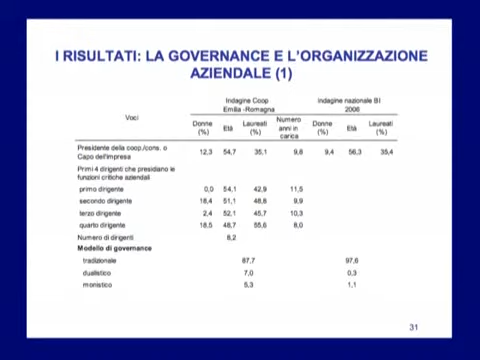 I RISULTATI: LA GOVERNANCE E L'ORGANIZZAZIONE
AZIENDALE (1)
Voci
Indagine Coop
Emilia -Romagna
Indagine nazionale BI
2006
Donne
(%)
Età
Laureati
(%)
Numero
anni in
carica
Donne
(%)
Età
Laureati
(%)
Presidente della coop./cons. o
Capo dell'impresa 12,3 54,7 35,1 9,8 9,4 56,3 35,4
Primi 4 dirigenti che presidiano le
funzioni critiche aziendali
primo dirigente 0,0 54,1 42,9 11,5
secondo dirigente 18,4 51,1 48,8 9,9
terzo dirigente 2,4 52,1 45,7 10,3
quarto dirigente 18,5 48,7 55,6 8,0
Numero di dirigenti 8,2
Modello di governance
tradizionale 87,7 97,6
dualistico 7,0 0,3
monistico 5,3 1,1
31